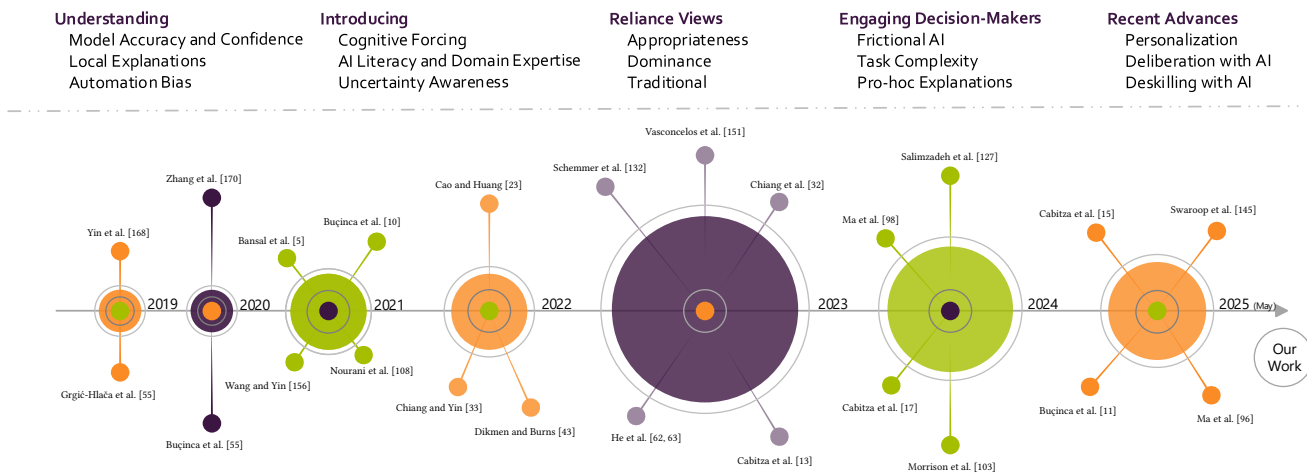 Understanding
Model Accuracy and Confidence
Local Explanations
Automation Bias
Introducing
Cognitive Forcing
AI Literacy and Domain Expertise
Uncertainty Awareness
Reliance Views
Appropriateness
Dominance
Traditional
Engaging Decision-Makers
Frictional AI
Task Complexity
Pro-hoc Explanations
Recent Advances
Personalization
Deliberation with AI
Deskilling with AI
Yin et al. [168]
Grgić-Hlača et al. [55]
2019
Zhang et al. [170]
Buçinca et al. [55]
2020
Bansal et al. [5]
Buçinca et al. [10]
Wang and Yin [156]
Nourani et al. [108]
2021
Cao and Huang [23]
Chiang and Yin [33]
Dikmen and Burns [43]
2022
Vasconcelos et al. [151]
Schemmer et al. [132]
Chiang et al. [32]
He et al. [62, 63]
Cabitza et al. [13]
2023
Salimzadeh et al. [127]
Ma et al. [98]
Cabitza et al. [17]
Morrison et al. [103]
2024
Cabitza et al. [15]
Swaroop et al. [145]
Buçinca et al. [11]
Ma et al. [96]
2025 (May)
Our
Work